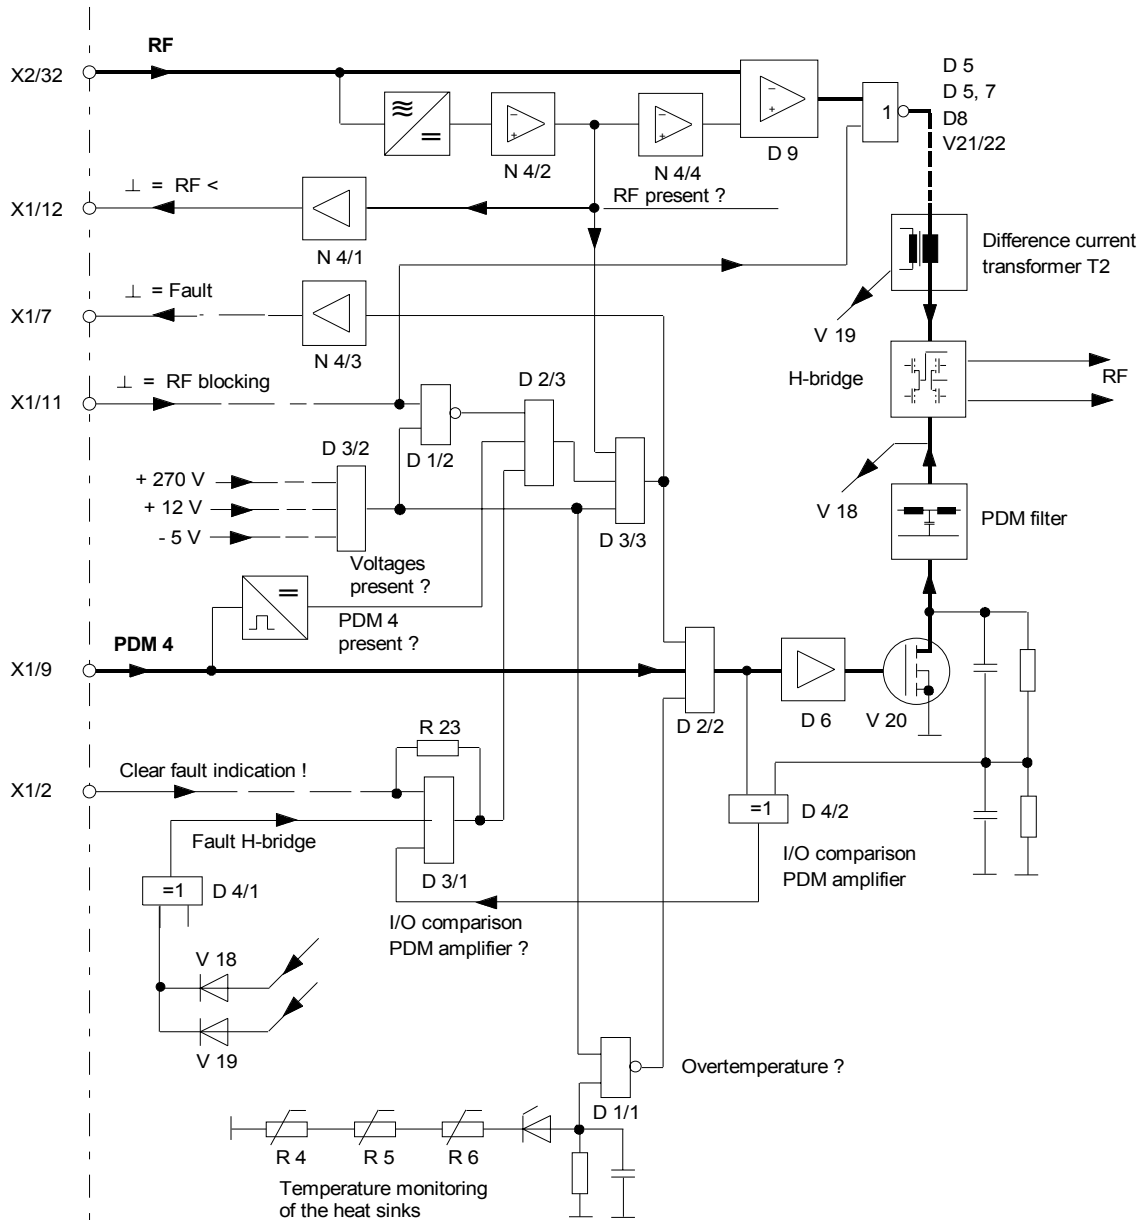 RF
X2/32
D 5
D 5, 7
D8
V21/22
≋
=
-
+
-
+
-
+
1
N 4/2
N 4/4
D 9
RF present ?
⊥ = RF <
X1/12
N 4/1
Difference current
transformer T2
⊥ = Fault
X1/7
N 4/3
V 19
⊥ = RF blocking
X1/11
D 2/3
H-bridge
RF
D 3/2
D 1/2
+ 270 V
+ 12 V
- 5 V
D 3/3
V 18
PDM filter
Voltages
present ?
=
PDM 4
present ?
PDM 4
X1/9
D 2/2
D 6
V 20
R 23
Clear fault indication !
X1/2
=1
D 4/2
Fault H-bridge
D 3/1
I/O comparison
PDM amplifier
=1
D 4/1
I/O comparison
PDM amplifier ?
V 18
V 19
Overtemperature ?
D 1/1
R 4
R 5
R 6
Temperature monitoring
of the heat sinks